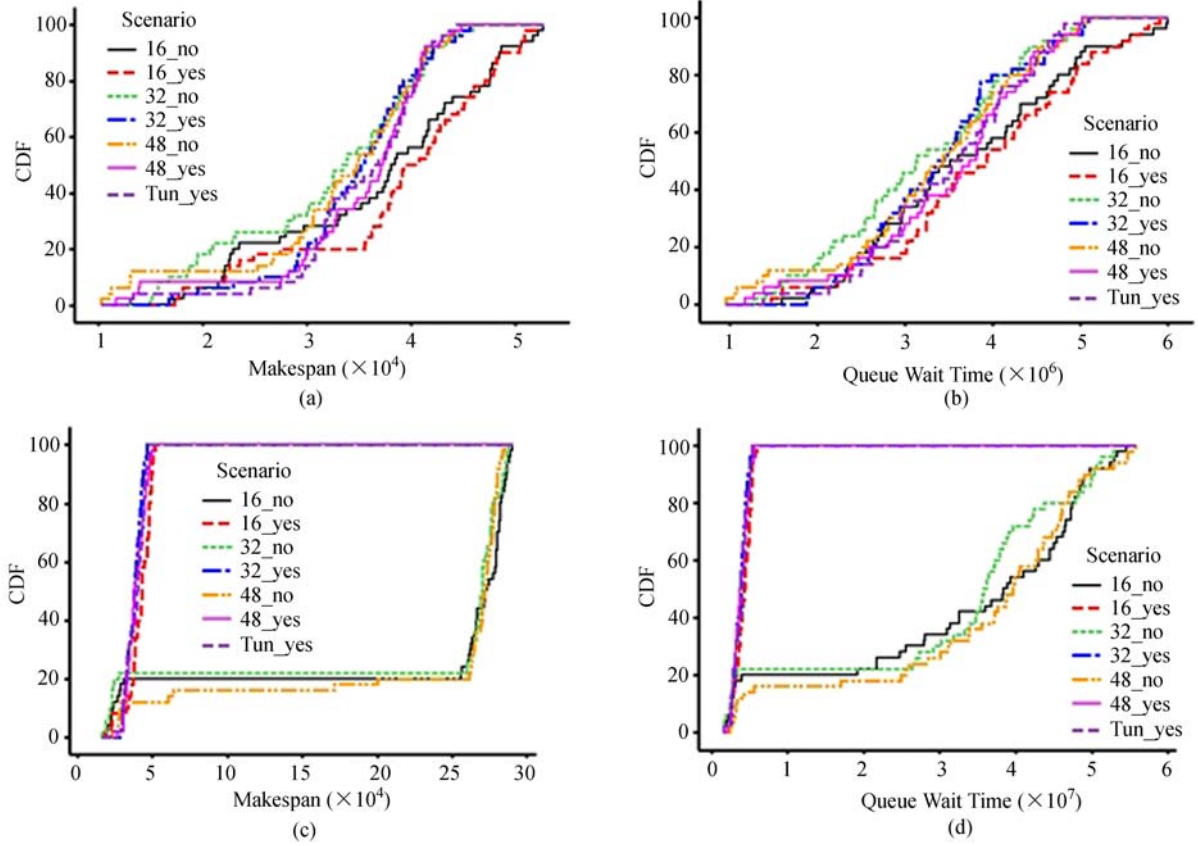 Scenario
16_no
16_yes
32_no
32_yes
48_no
48_yes
Tun_yes
CDF
100
80
60
40
20
0
1 2 3 4 5
Makespan (×10⁴)
(a)
CDF
100
80
60
40
20
0
Scenario
16_no
16_yes
32_no
32_yes
48_no
48_yes
Tun_yes
1 2 3 4 5 6
Queue Wait Time (×10⁶)
(b)
CDF
100
80
60
40
20
0
Scenario
16_no
16_yes
32_no
32_yes
48_no
48_yes
Tun_yes
0 5 10 15 20 25 30
Makespan (×10⁴)
(c)
CDF
100
80
60
40
20
0
Scenario
16_no
16_yes
32_no
32_yes
48_no
48_yes
Tun_yes
0 1 2 3 4 5 6
Queue Wait Time (×10⁷)
(d)